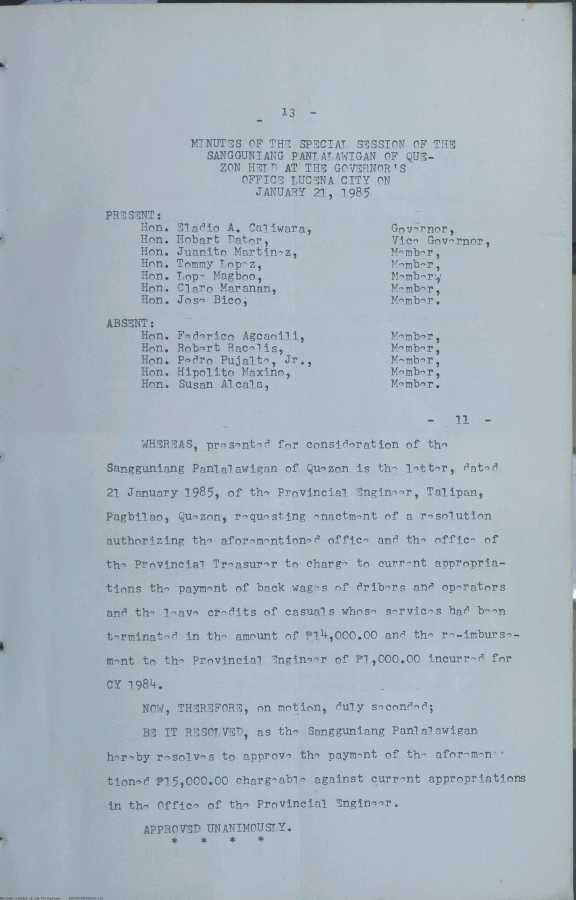 - 13 -
MINUTES OF THE SPECIAL SESSION OF THE
SANGGUNIANG PANLALAWIGAN OF QUE-
ZON HELD AT THE GOVERNOR'S
OFFICE LUCENA CITY ON
JANUARY 21, 1985
PRESENT:
Hon. Eladio A. Caliwara, Governor,
Hon. Hobart Dator, Vice Governor,
Hon. Juanito Martinez, Member,
Hon. Tommy Lopez, Member,
Hon. Lope Magboo, Member,
Hon. Claro Maranan, Member,
Hon. Jose Bico, Member.
ABSENT:
Hon. Federico Agcaoili, Member,
Hon. Robert Racelis, Member,
Hon. Pedro Pujalte, Jr., Member,
Hon. Hipolito Maxino, Member,
Hon. Susan Alcala, Member.
- 11 -
WHEREAS, presented for consideration of the
Sangguniang Panlalawigan of Quezon is the letter, dated
21 January 1985, of the Provincial Engineer, Talipan,
Pagbilao, Quezon, requesting enactment of a resolution
authorizing the aforementioned office and the office of
the Provincial Treasurer to charge to current appropria-
tions the payment of back wages of dribers and operators
and the leave credits of casuals whose services had been
terminated in the amount of ₱14,000.00 and the re-imburse-
ment to the Provincial Engineer of ₱1,000.00 incurred for
CY 1984.
NOW, THEREFORE, on motion, duly seconded;
BE IT RESOLVED, as the Sangguniang Panlalawigan
hereby resolves to approve the payment of the aforemen-
tioned ₱15,000.00 chargeable against current appropriations
in the Office of the Provincial Engineer.
APPROVED UNANIMOUSLY.
* * * *